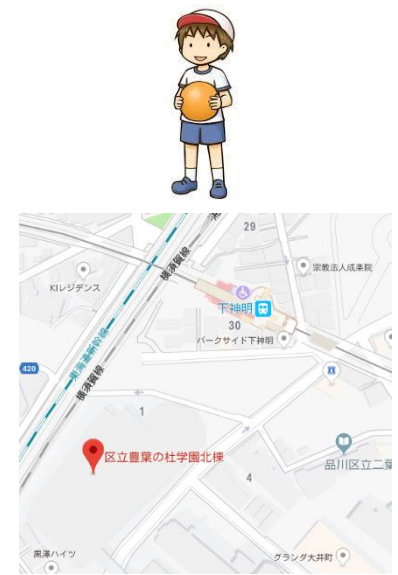 29
横須賀線
宗教法人成楽院
KIレジデンス
下神明
30
パークサイド下神明
東海道新幹線
420
横須賀線
1
区立豊葉の杜学園北棟
品川区立二葉
4
黒澤ハイツ
グランダ大井町